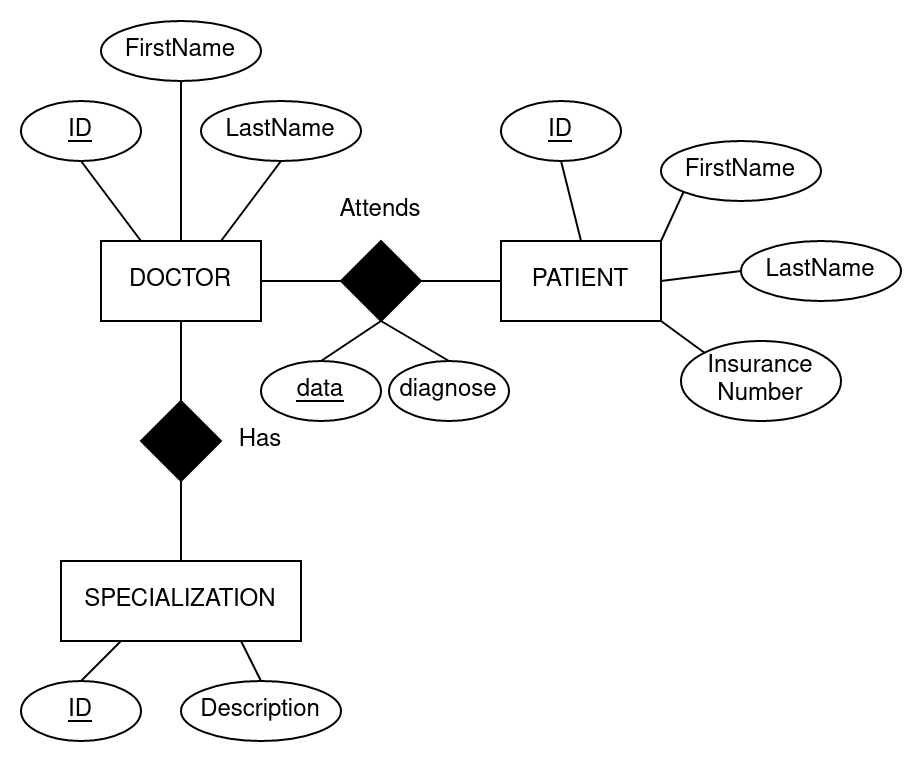 FirstName
ID
LastName
ID
FirstName
Attends
DOCTOR
PATIENT
LastName
data
diagnose
Insurance
Number
Has
SPECIALIZATION
ID
Description